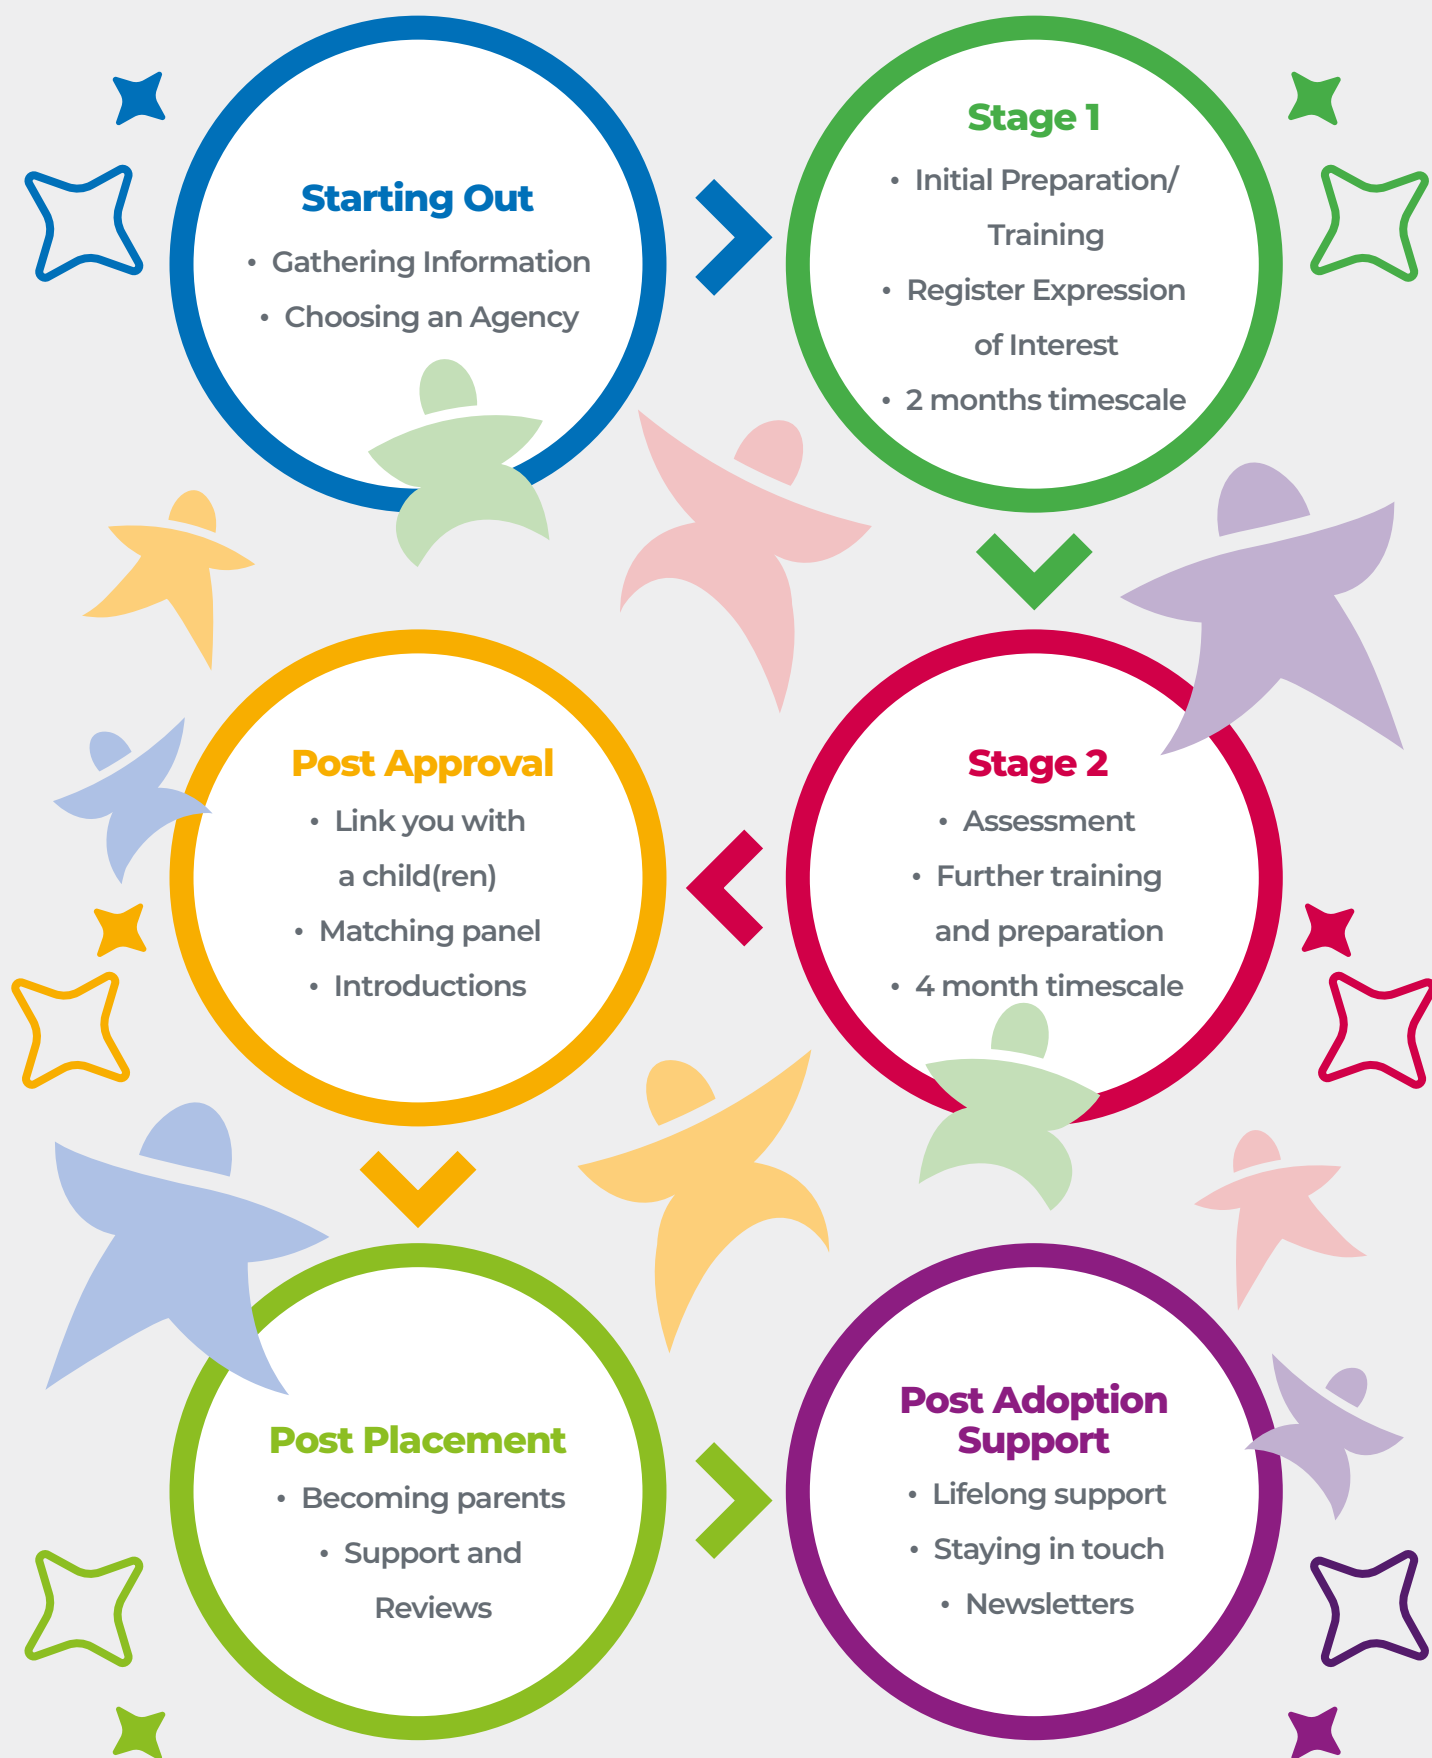 Starting Out
• Gathering Information
• Choosing an Agency
Stage 1
• Initial Preparation/
Training
• Register Expression
of Interest
• 2 months timescale
Stage 2
• Assessment
• Further training
and preparation
• 4 month timescale
Post Approval
• Link you with
a child(ren)
• Matching panel
• Introductions
Post Placement
• Becoming parents
• Support and
Reviews
Post Adoption
Support
• Lifelong support
• Staying in touch
• Newsletters